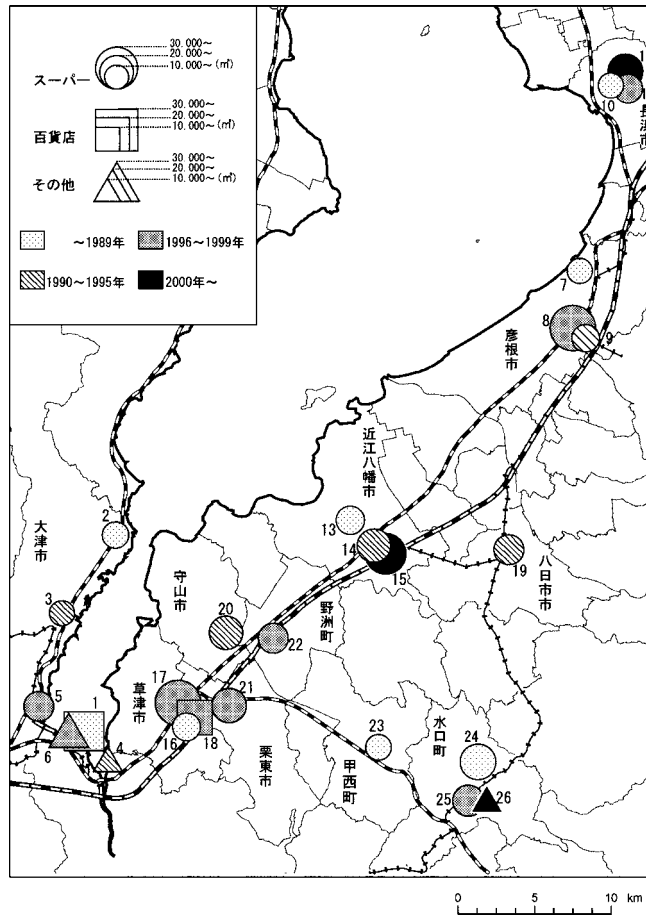 スーパー
30.000～
20.000～
10.000～(㎡)
百貨店
30.000～
20.000～
10.000～(㎡)
その他
30.000～
20.000～
10.000～(㎡)
～1989年
1996～1999年
1990～1995年
2000年～
10
長浜市
7
8
9
彦根市
近江八幡市
2
大津市
13
14
15
19
八日市市
3
守山市
20
野洲町
22
17
草津市
21
5
1
6
4
16
18
栗東市
23
甲西町
水口町
24
25
26
0 5 10 km